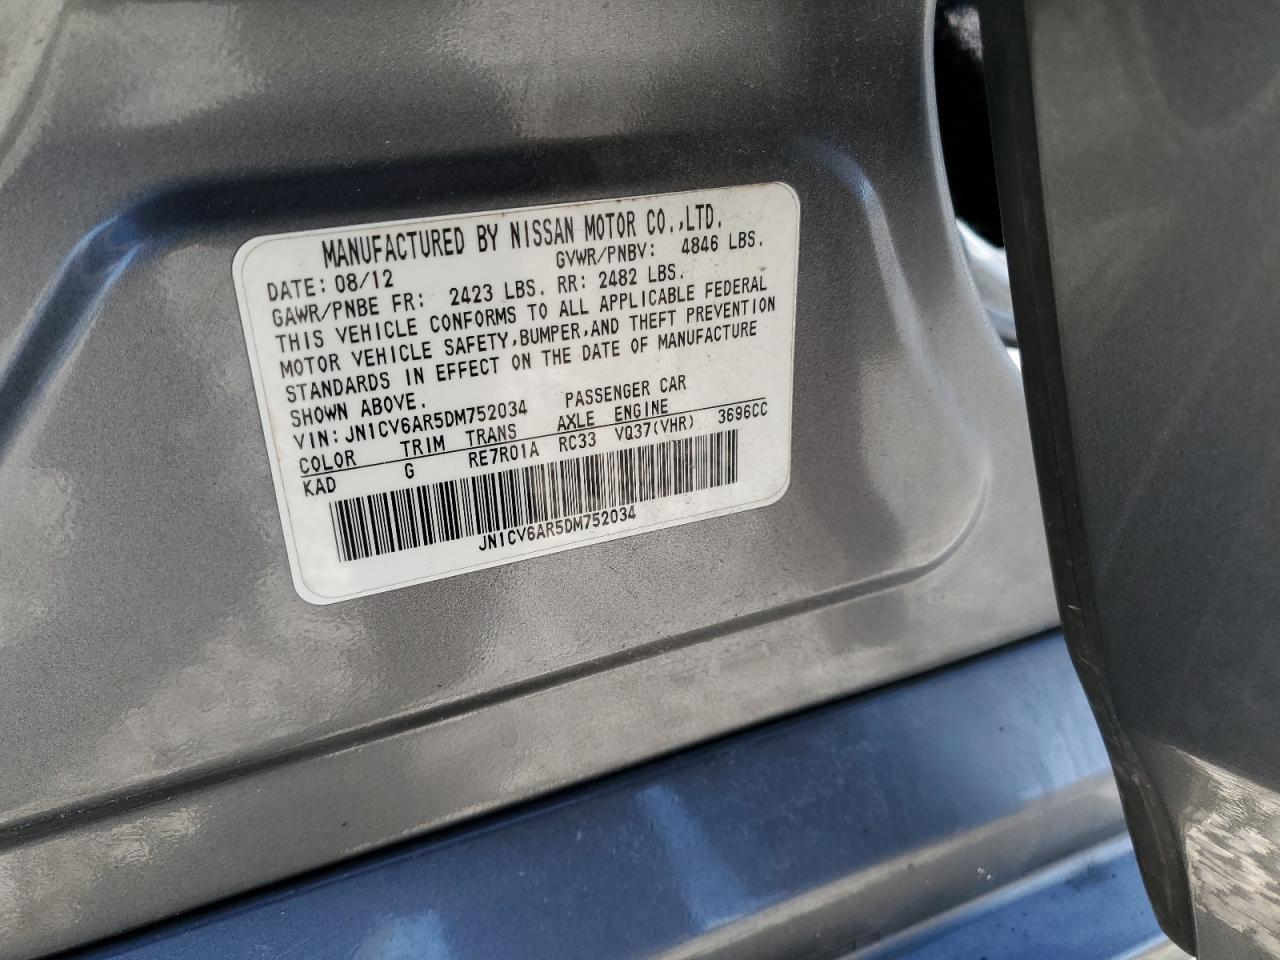 MANUFACTURED BY NISSAN MOTOR CO.,LTD.
DATE: 08/12 GVWR/PNBV: 4846 LBS.
GAWR/PNBE FR: 2423 LBS. RR: 2482 LBS.
THIS VEHICLE CONFORMS TO ALL APPLICABLE FEDERAL
MOTOR VEHICLE SAFETY,BUMPER,AND THEFT PREVENTION
STANDARDS IN EFFECT ON THE DATE OF MANUFACTURE
SHOWN ABOVE.
VIN: JN1CV6AR5DM752034 PASSENGER CAR
COLOR TRIM TRANS AXLE ENGINE
KAD G RE7R01A RC33 VQ37(VHR) 3696CC
JN1CV6AR5DM752034